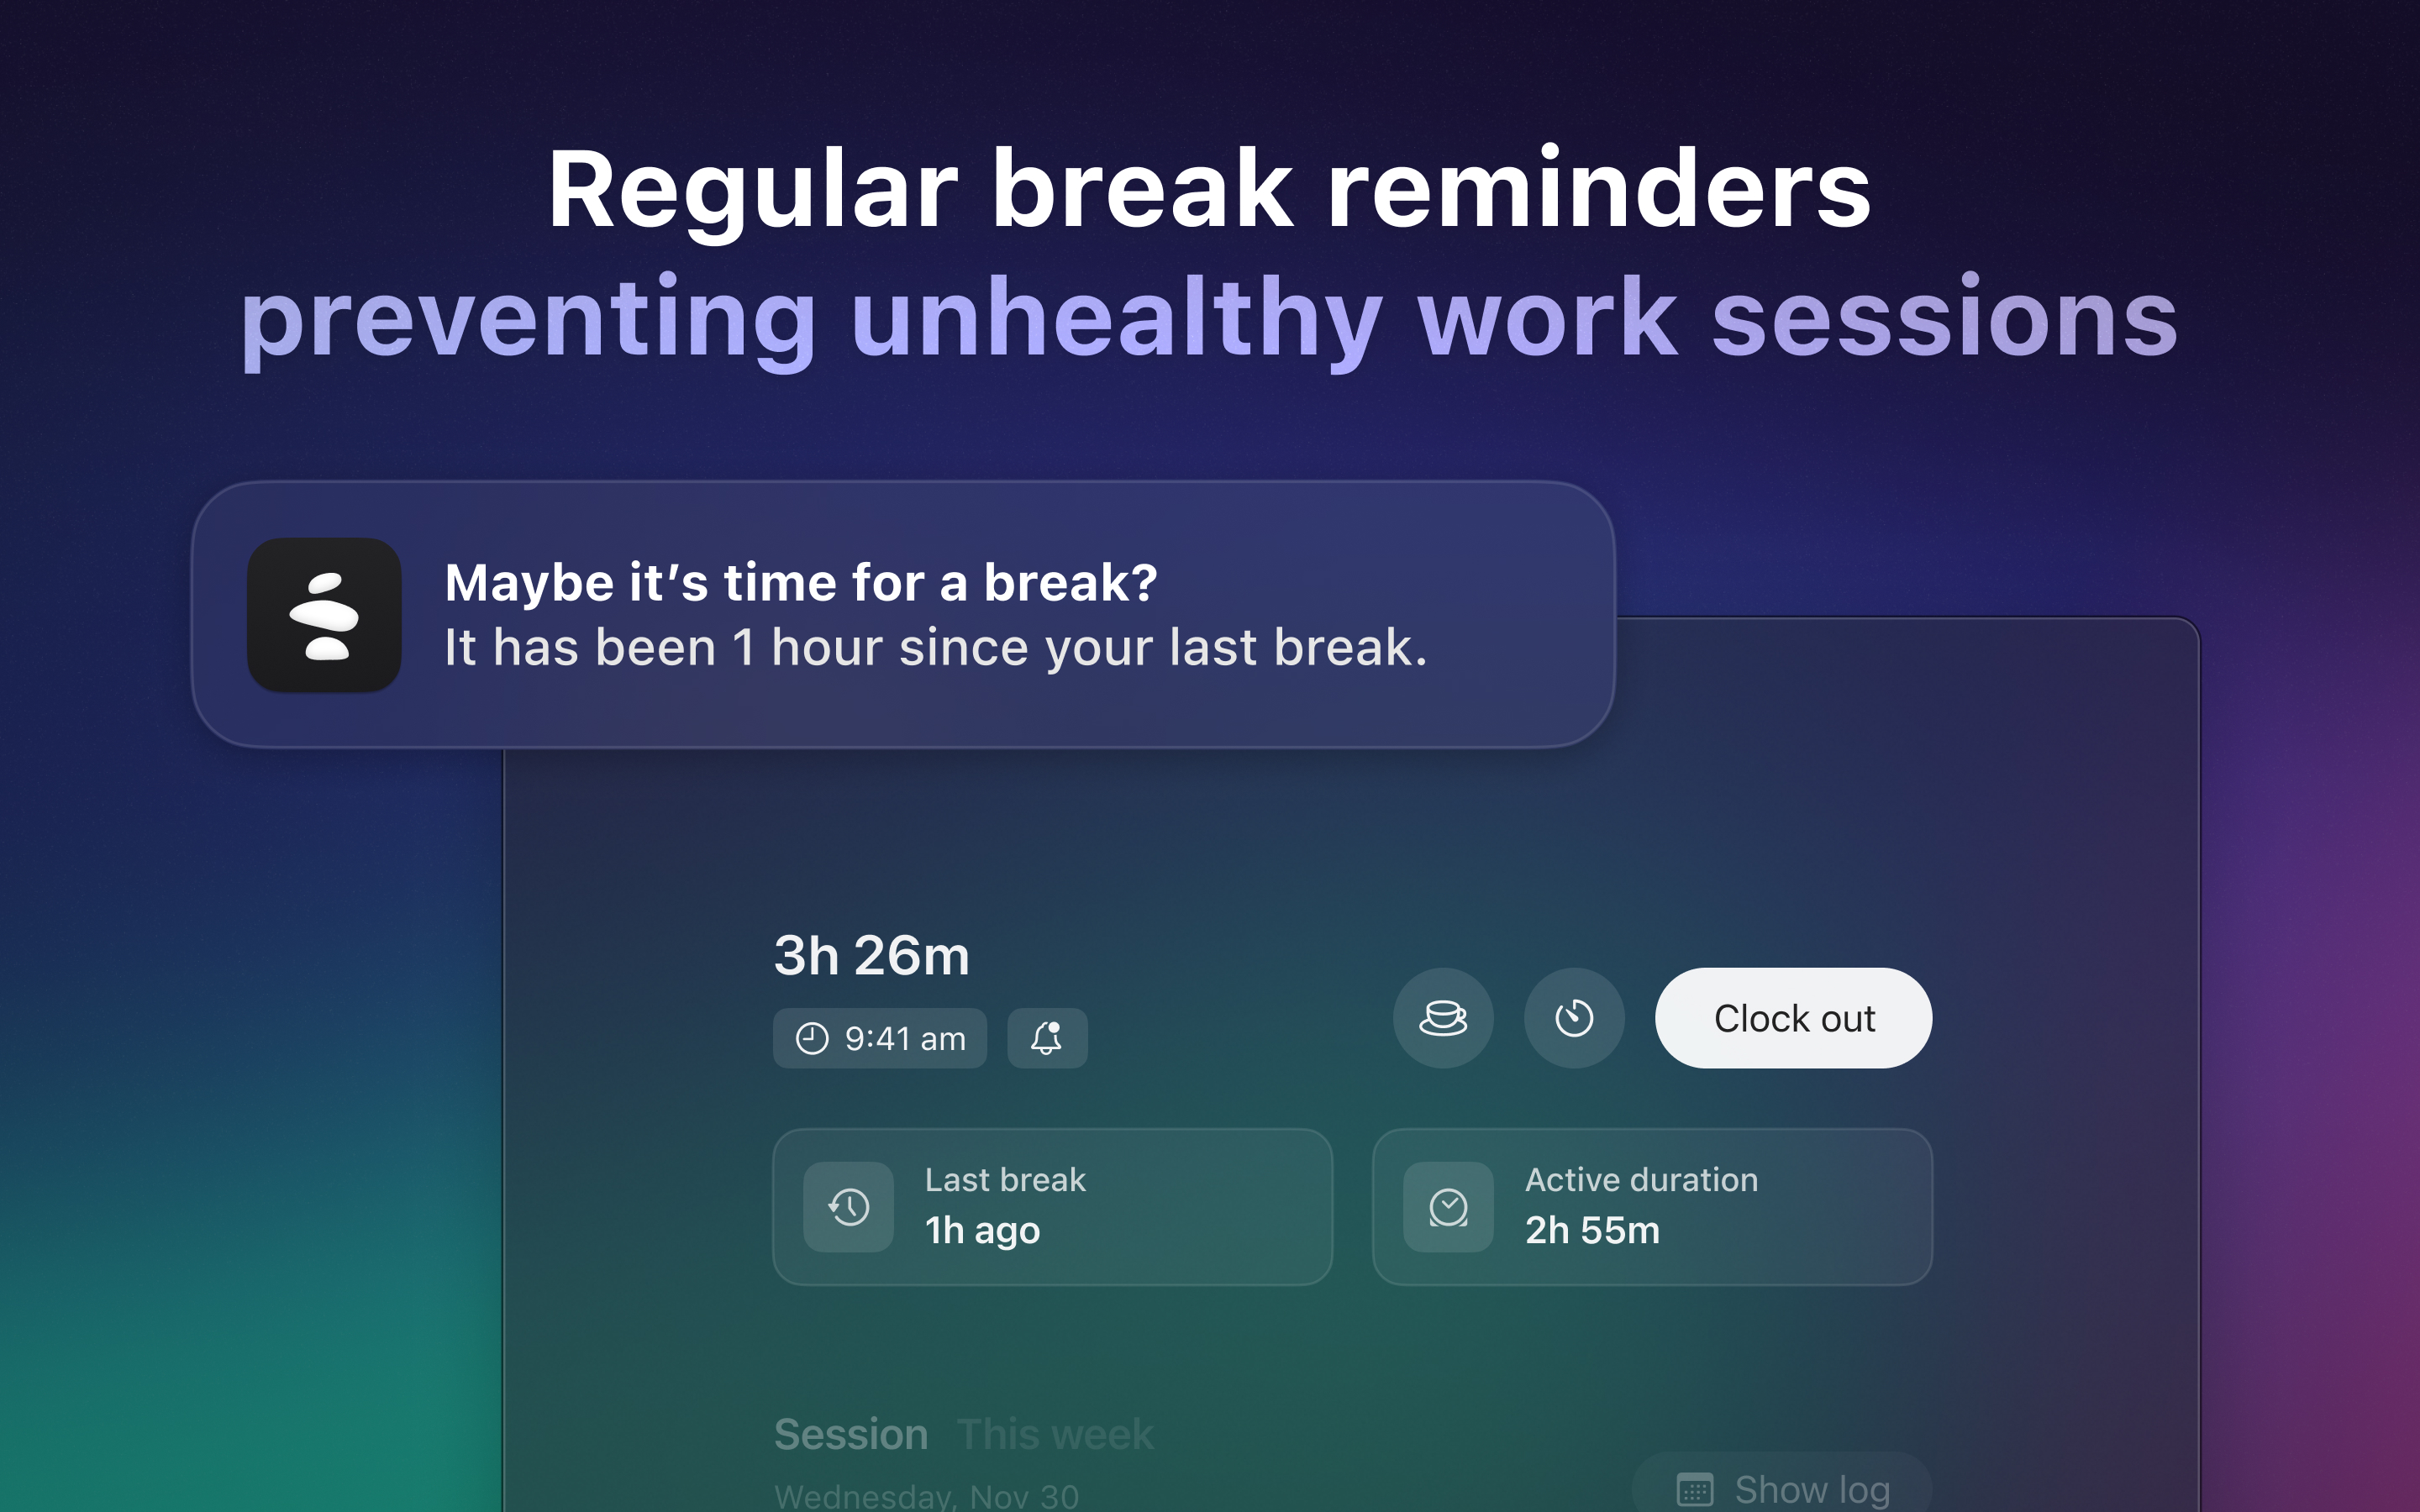 Regular break reminders
preventing unhealthy work sessions
Maybe it’s time for a break?
It has been 1 hour since your last break.
3h 26m
9:41 am
Clock out
Last break
1h ago
Active duration
2h 55m
Session This week
Wednesday, Nov 30
Show log